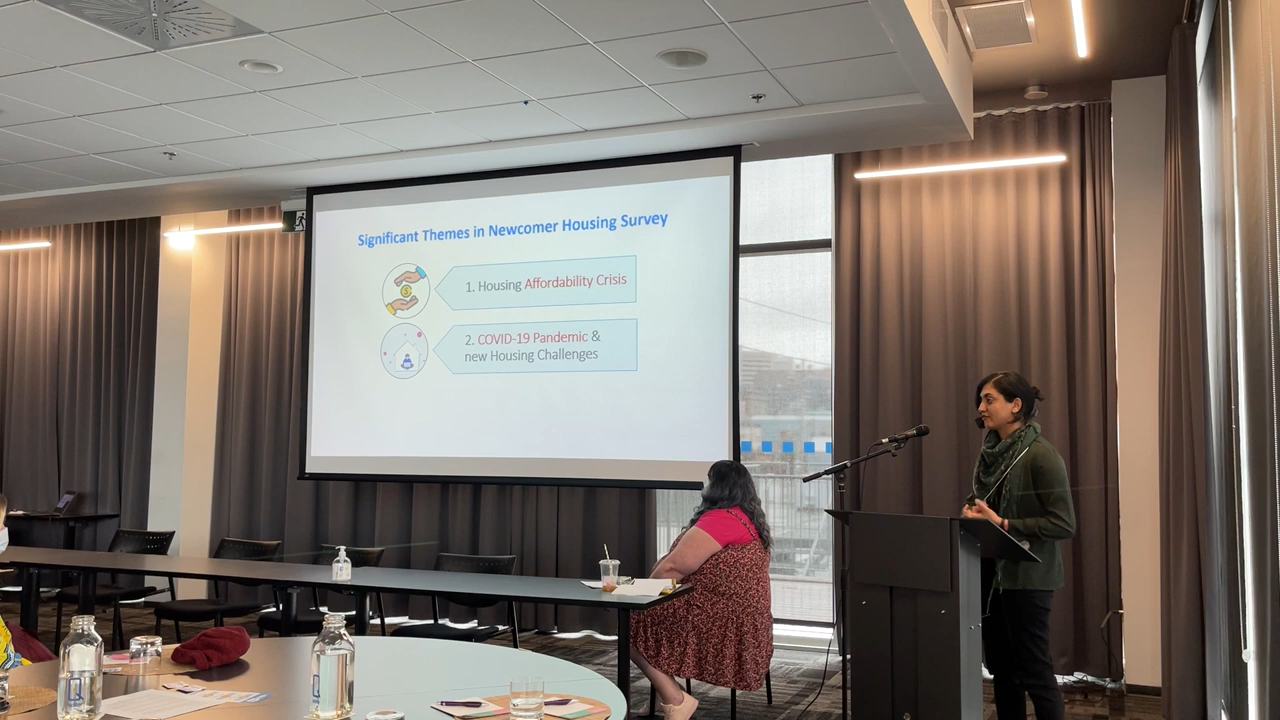 Significant Themes in Newcomer Housing Survey
1. Housing Affordability Crisis
2. COVID-19 Pandemic &
new Housing Challenges